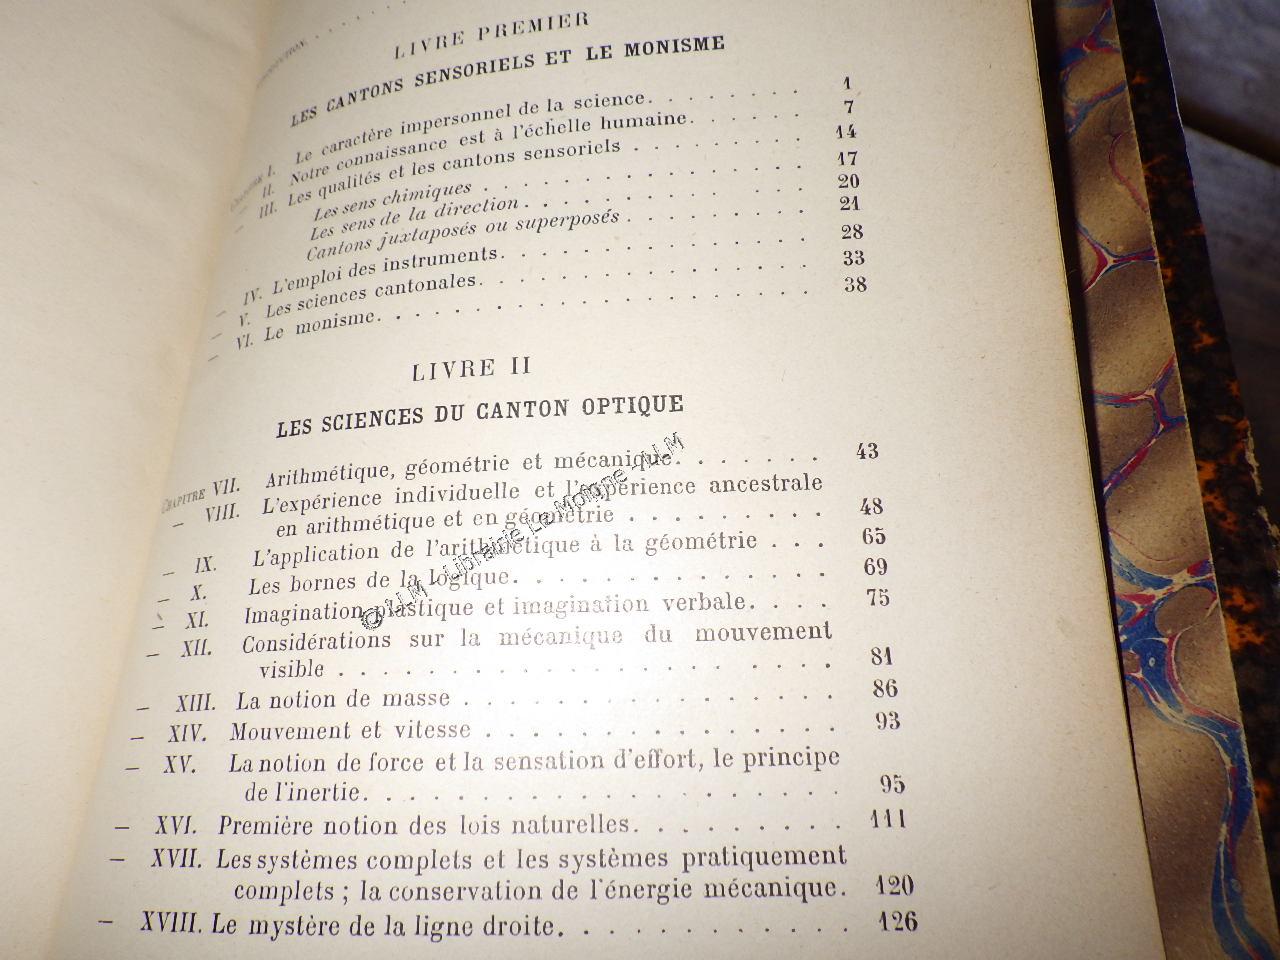 LIVRE PREMIER
LES CANTONS SENSORIELS ET LE MONISME
CHAPITRE I. Le caractère impersonnel de la science. . . . . . . . 1
— II. Notre connaissance est à l'échelle humaine. . . . . . 7
— III. Les qualités et les cantons sensoriels . . . . . . . . 14
Les sens chimiques . . . . . . . . . . . . . 17
Les sens de la direction . . . . . . . . . . . 20
Cantons juxtaposés ou superposés . . . . . . . 21
— IV. L'emploi des instruments. . . . . . . . . . . . . 28
— V. Les sciences cantonales. . . . . . . . . . . . . . 33
— VI. Le monisme. . . . . . . . . . . . . . . . . . 38
LIVRE II
LES SCIENCES DU CANTON OPTIQUE
CHAPITRE VII. Arithmétique, géométrie et mécanique. . . . . . . 43
— VIII. L'expérience individuelle et l'expérience ancestrale
en arithmétique et en géométrie . . . . . . . . . 48
— IX. L'application de l'arithmétique à la géométrie . . . 65
— X. Les bornes de la logique. . . . . . . . . . . . . . 69
— XI. Imagination plastique et imagination verbale. . . . 75
— XII. Considérations sur la mécanique du mouvement
visible . . . . . . . . . . . . . . . . . . . 81
— XIII. La notion de masse . . . . . . . . . . . . . . . 86
— XIV. Mouvement et vitesse . . . . . . . . . . . . . . 93
— XV. La notion de force et la sensation d'effort, le principe
de l'inertie. . . . . . . . . . . . . . . . . . 95
— XVI. Première notion des lois naturelles. . . . . . . . . 111
— XVII. Les systèmes complets et les systèmes pratiquement
complets ; la conservation de l'énergie mécanique. 120
— XVIII. Le mystère de la ligne droite. . . . . . . . . . . . 126
© LLM - Librairie Le Moigne - LLM